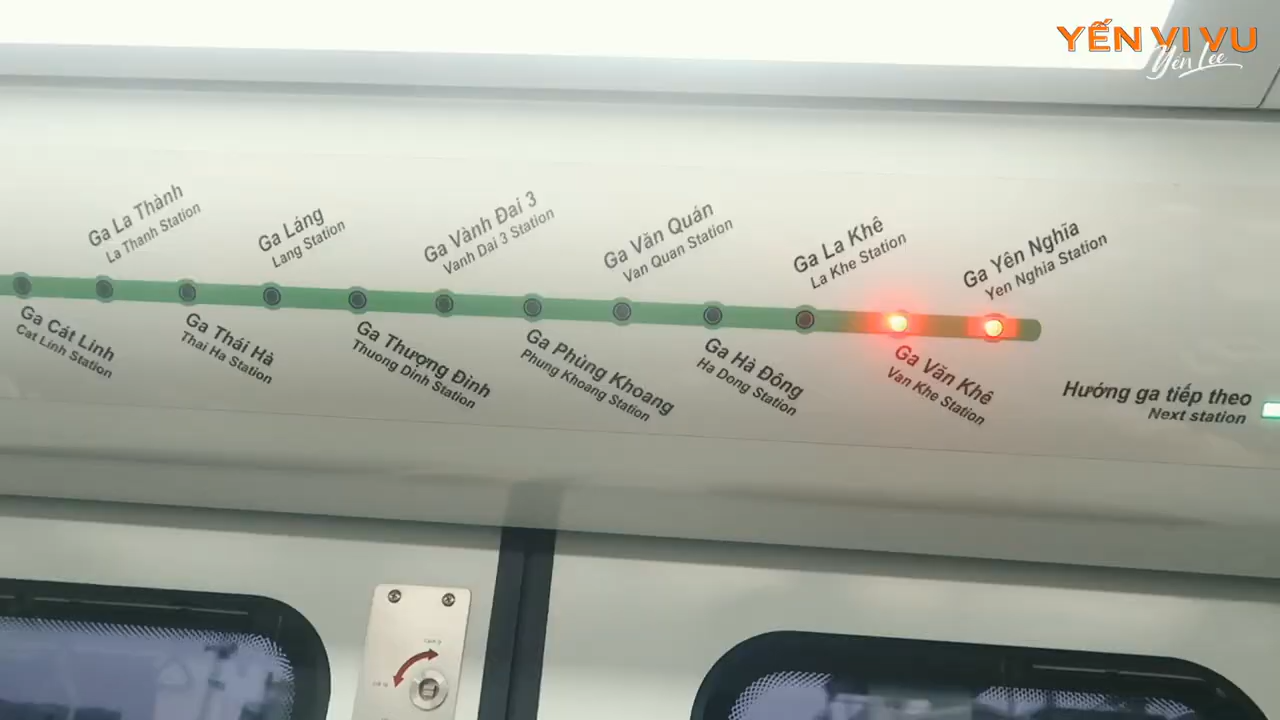 YẾN VI VU
Yến Lee
Ga La Thành
La Thanh Station
Ga Láng
Lang Station
Ga Vành Đai 3
Vanh Dai 3 Station
Ga Văn Quán
Van Quan Station
Ga La Khê
La Khe Station
Ga Yên Nghĩa
Yen Nghia Station
Ga Cát Linh
Cat Linh Station
Ga Thái Hà
Thai Ha Station
Ga Thượng Đình
Thuong Dinh Station
Ga Phùng Khoang
Phung Khoang Station
Ga Hà Đông
Ha Dong Station
Ga Văn Khê
Van Khe Station
Hướng ga tiếp theo
Next station